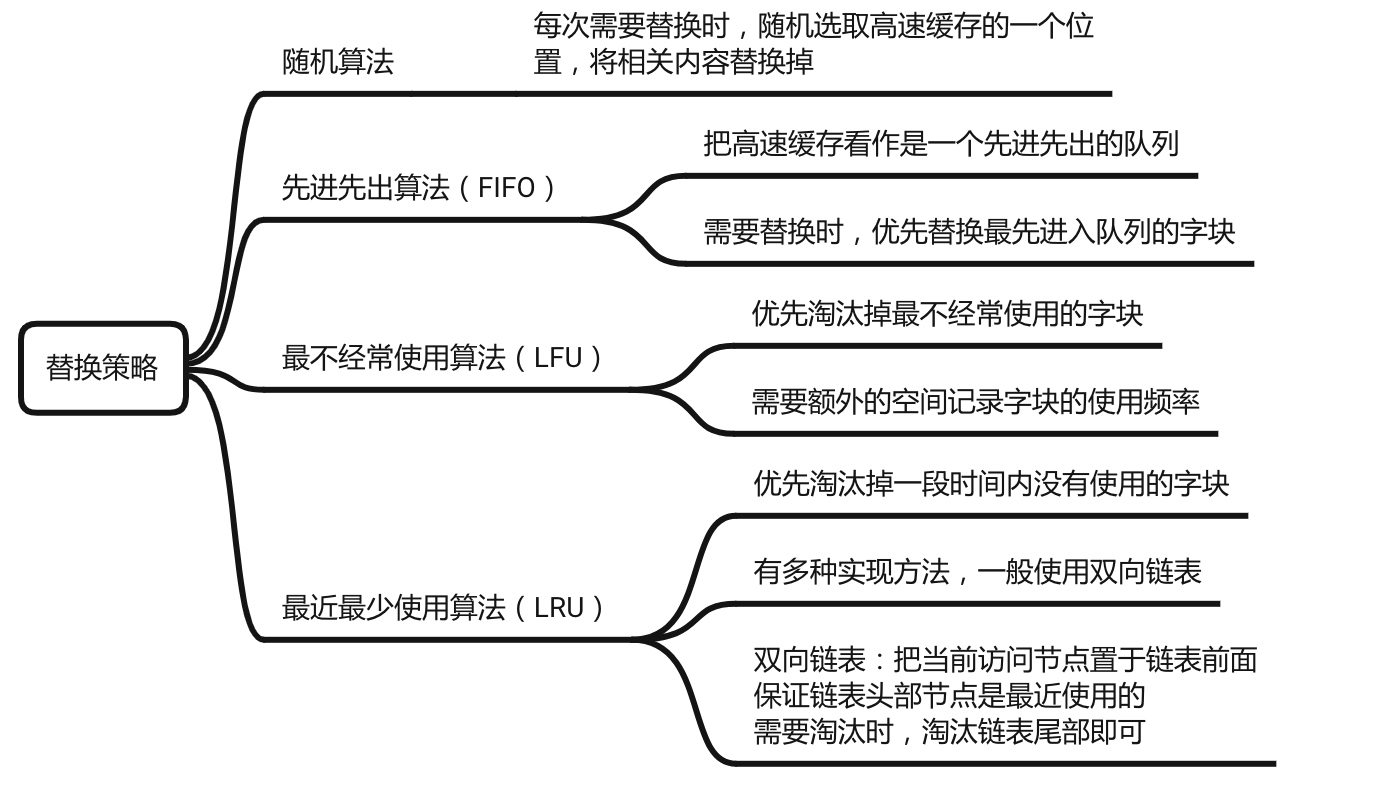 替换策略
随机算法
每次需要替换时，随机选取高速缓存的一个位
置，将相关内容替换掉
先进先出算法（FIFO）
把高速缓存看作是一个先进先出的队列
需要替换时，优先替换最先进入队列的字块
最不经常使用算法（LFU）
优先淘汰掉最不经常使用的字块
需要额外的空间记录字块的使用频率
最近最少使用算法（LRU）
优先淘汰掉一段时间内没有使用的字块
有多种实现方法，一般使用双向链表
双向链表：把当前访问节点置于链表前面
保证链表头部节点是最近使用的
需要淘汰时，淘汰链表尾部即可